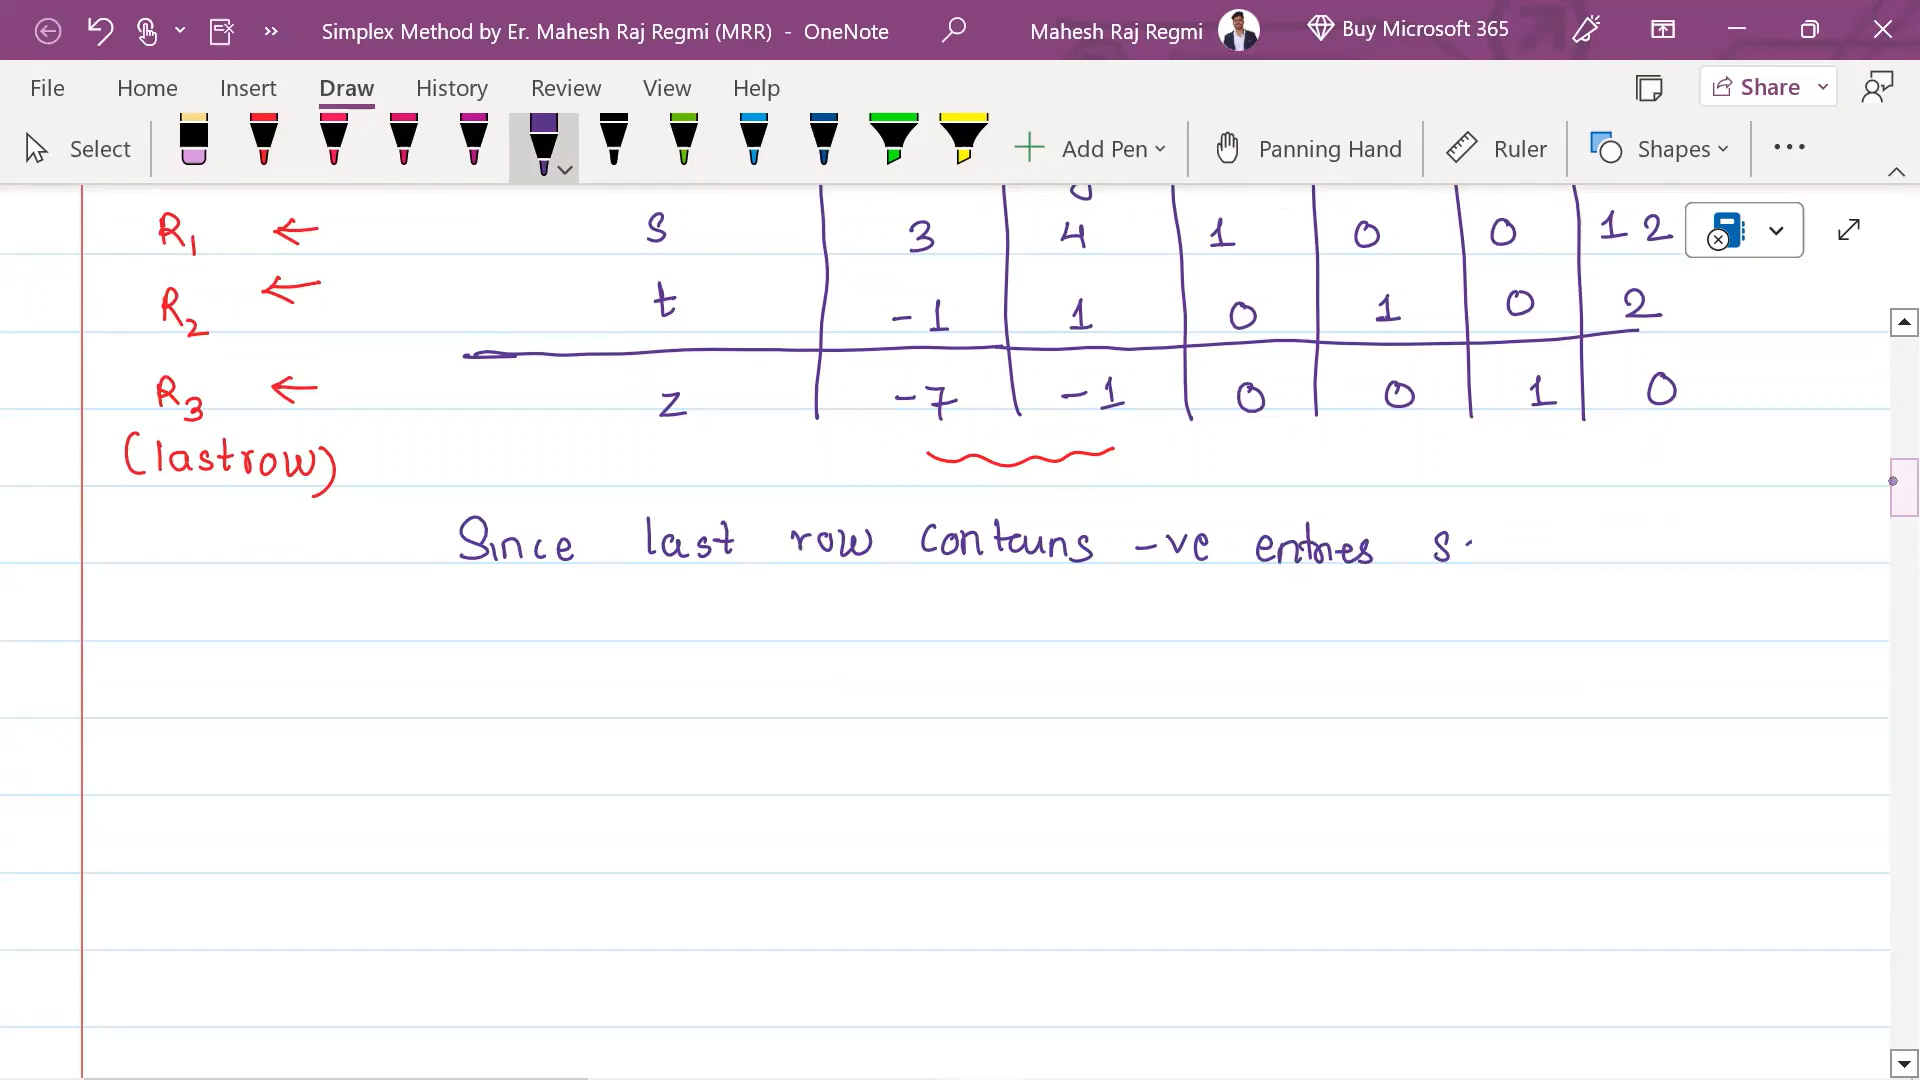 Simplex Method by Er. Mahesh Raj Regmi (MRR) - OneNote
Mahesh Raj Regmi
Buy Microsoft 365
File Home Insert Draw History Review View Help
Share
Select
Add Pen
Panning Hand
Ruler
Shapes
R1 ← s 3 4 1 0 0 12
R2 ← t -1 1 0 1 0 2
R3 ← z -7 -1 0 0 1 0
(last row)
Since last row contains -ve entries s